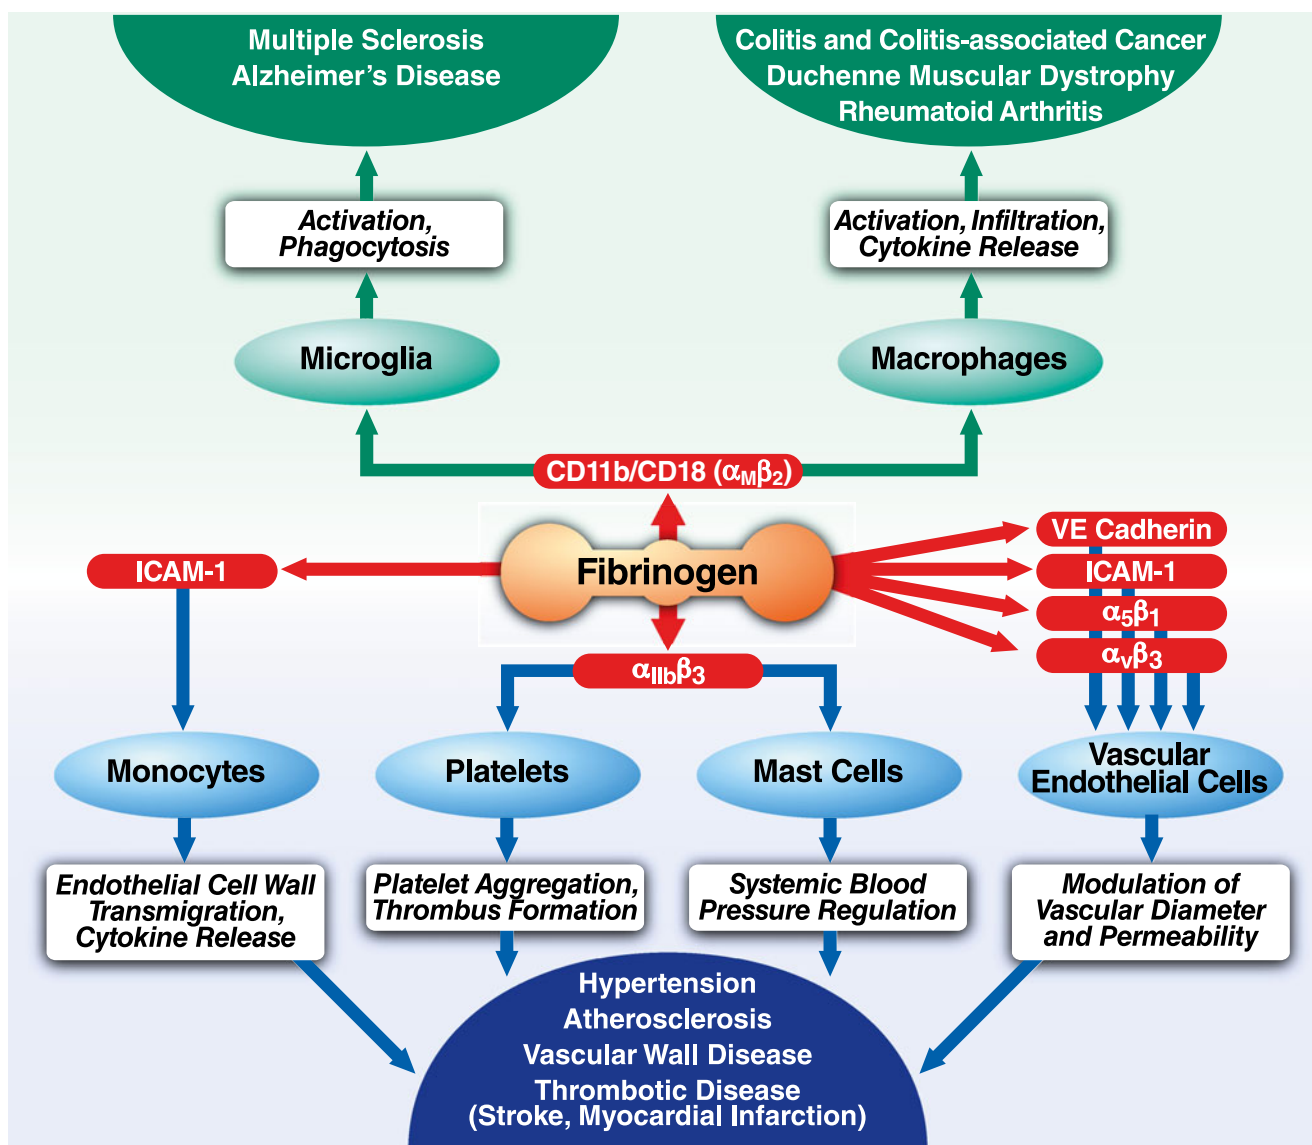 Multiple Sclerosis
Alzheimer's Disease
Colitis and Colitis-associated Cancer
Duchenne Muscular Dystrophy
Rheumatoid Arthritis
Activation,
Phagocytosis
Activation, Infiltration,
Cytokine Release
Microglia
Macrophages
CD11b/CD18 (αMβ2)
VE Cadherin
ICAM-1
Fibrinogen
ICAM-1
α5β1
αvβ3
αIIbβ3
Monocytes
Platelets
Mast Cells
Vascular
Endothelial Cells
Endothelial Cell Wall
Transmigration,
Cytokine Release
Platelet Aggregation,
Thrombus Formation
Systemic Blood
Pressure Regulation
Modulation of
Vascular Diameter
and Permeability
Hypertension
Atherosclerosis
Vascular Wall Disease
Thrombotic Disease
(Stroke, Myocardial Infarction)